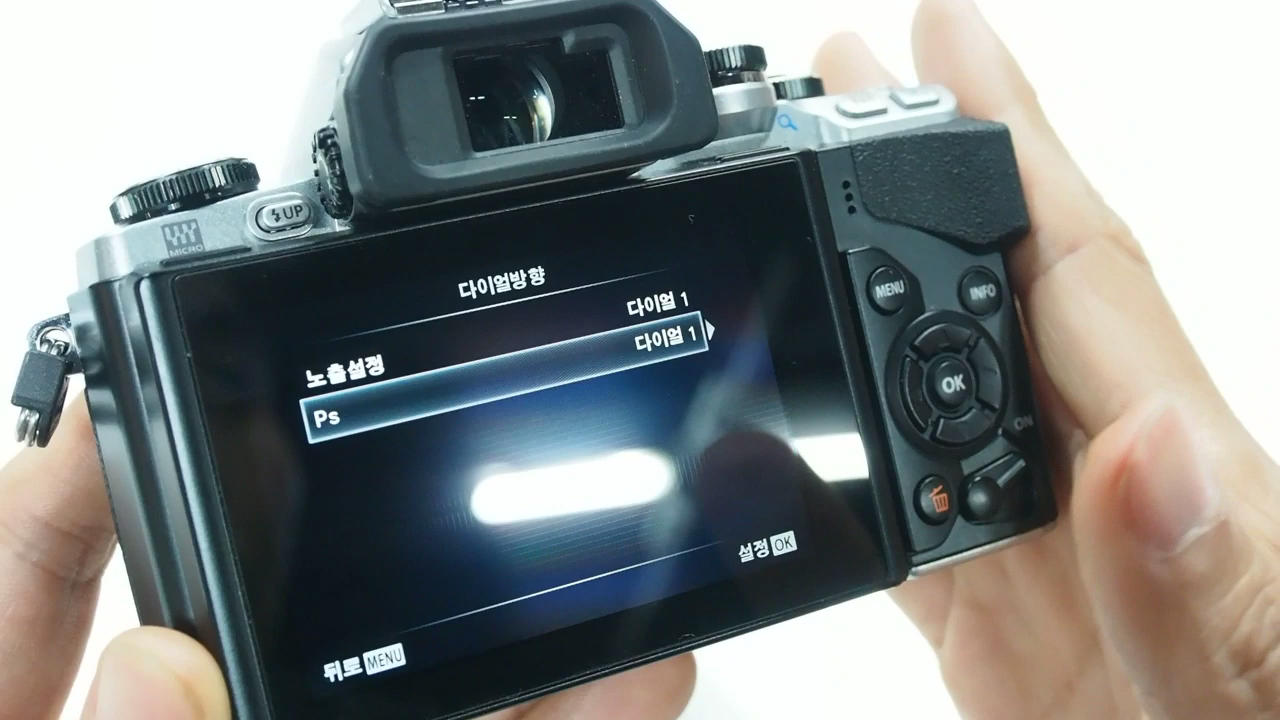 UP
MICRO
다이얼방향
노출설정 다이얼 1
Ps 다이얼 1
설정 OK
뒤로 MENU
MENU
INFO
OK
ON